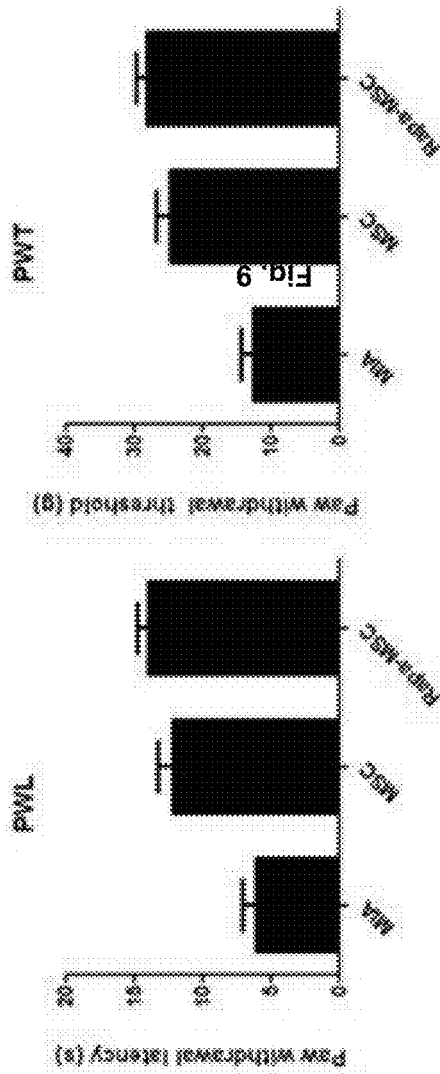 PWL
Paw withdrawal latency (s)
20
15
10
5
0
MIA
MSC
Rapa-MSC
PWT
Paw withdrawal threshold (g)
40
30
20
10
0
MIA
MSC
Rapa-MSC
Fig. 9